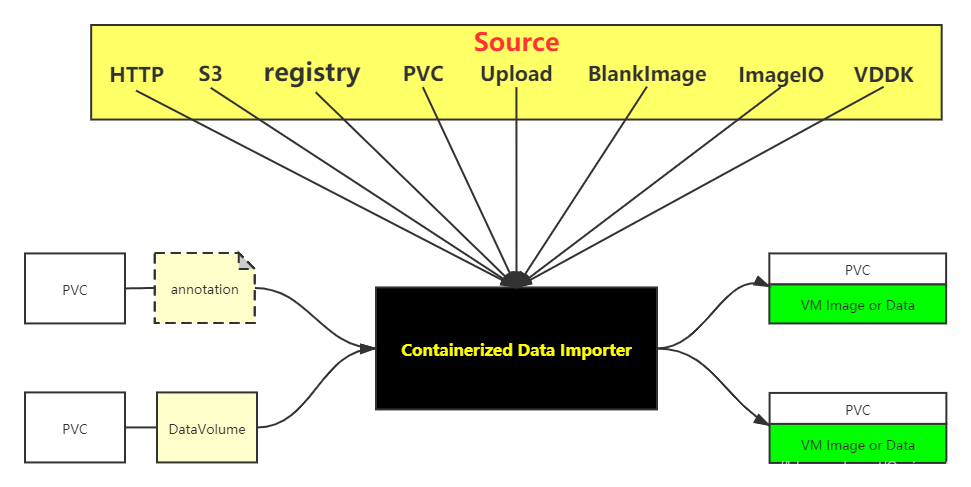 Source
HTTP S3 registry PVC Upload BlankImage ImageIO VDDK
PVC
annotation
PVC
VM Image or Data
Containerized Data Importer
PVC
DataVolume
PVC
VM Image or Data